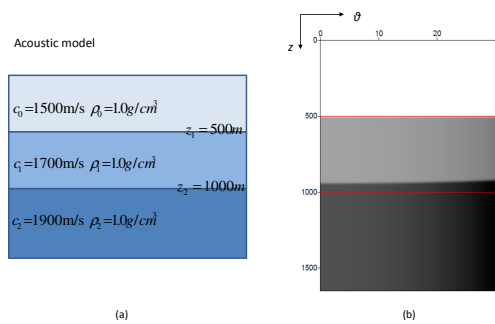 Acoustic model
c₀=1500m/s ρ₀=1.0g/cm³
z₁ = 500m
c₁=1700m/s ρ₁=1.0g/cm³
z₂ = 1000m
c₂=1900m/s ρ₂=1.0g/cm³
(a)
ϑ
z
0
20
0
500
1000
1500
(b)